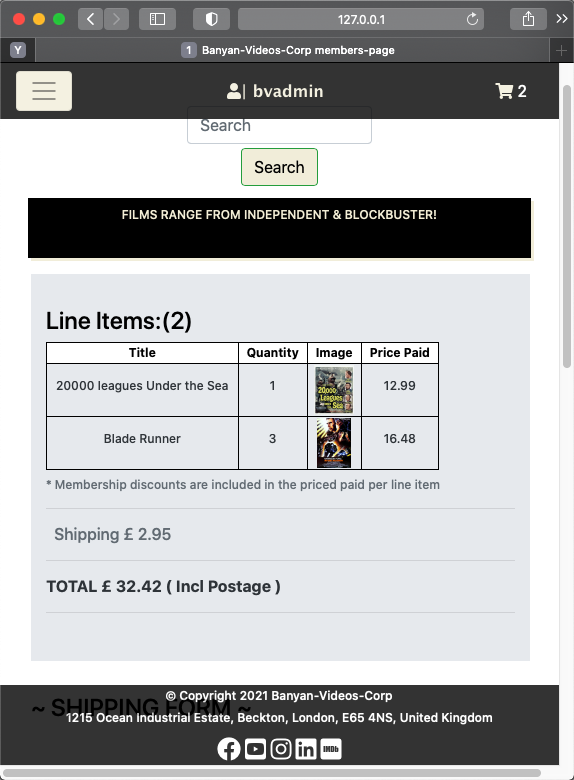 127.0.0.1
Y
1 Banyan-Videos-Corp members-page
| bvadmin
2
Search
Search
FILMS RANGE FROM INDEPENDENT & BLOCKBUSTER!
Line Items:(2)
Title Quantity Image Price Paid
20000 leagues Under the Sea 1 12.99
20,000 Leagues Sea
Blade Runner 3 16.48
* Membership discounts are included in the priced paid per line item
Shipping £ 2.95
TOTAL £ 32.42 ( Incl Postage )
© Copyright 2021 Banyan-Videos-Corp
~ SHIPPING FORM ~
1215 Ocean Industrial Estate, Beckton, London, E65 4NS, United Kingdom
IMDb